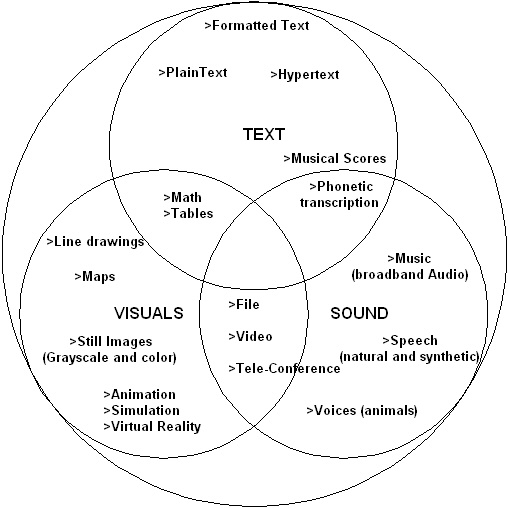 >Formatted Text
>PlainText
>Hypertext
TEXT
>Musical Scores
>Math
>Tables
>Phonetic
transcription
>Line drawings
>Maps
>Music
(broadband Audio)
VISUALS
>File
SOUND
>Video
>Still Images
(Grayscale and color)
>Speech
(natural and synthetic)
>Tele-Conference
>Animation
>Simulation
>Virtual Reality
>Voices (animals)